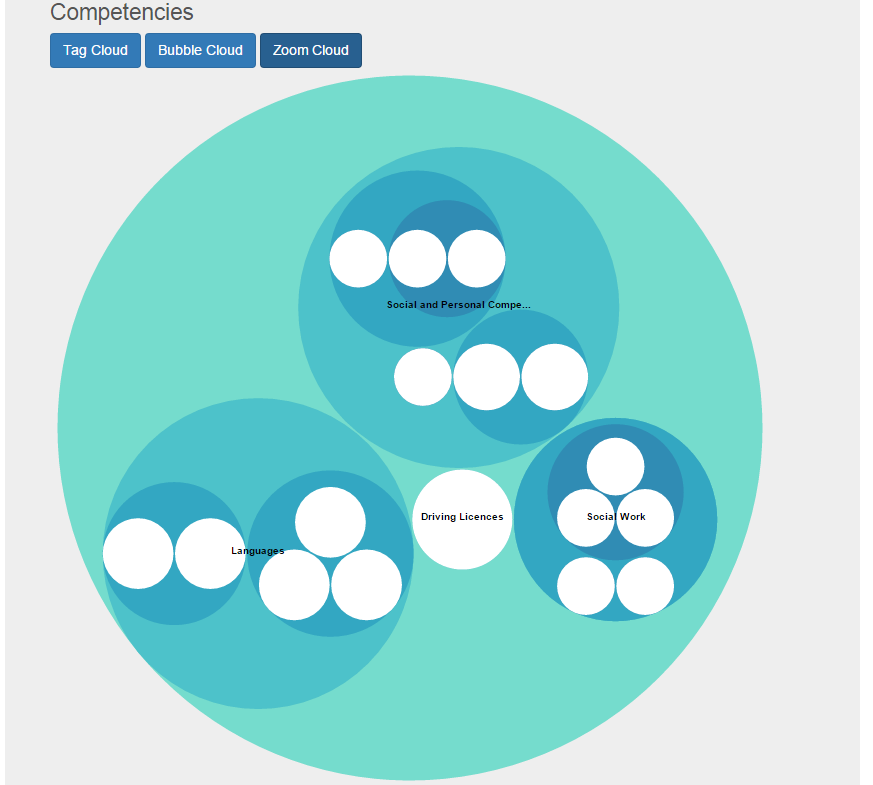 Competencies
Tag Cloud Bubble Cloud Zoom Cloud
Social and Personal Compe...
Driving Licences
Social Work
Languages